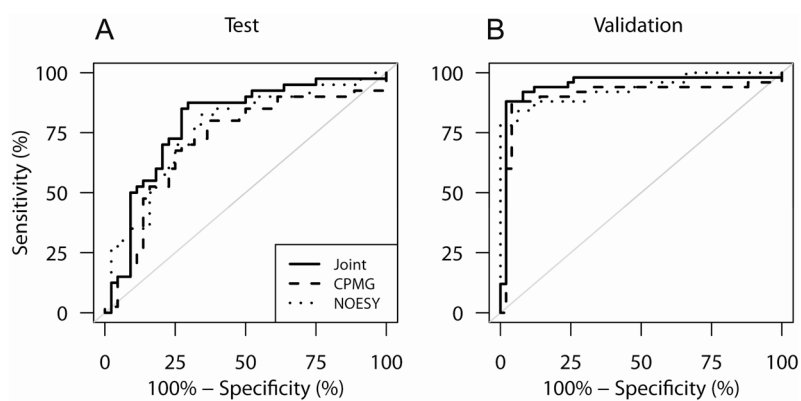 A
Test
B
Validation
Sensitivity (%)
100
75
50
25
0
Joint
CPMG
NOESY
0 25 50 75 100
100% − Specificity (%)
100
75
50
25
0
0 25 50 75 100
100% − Specificity (%)